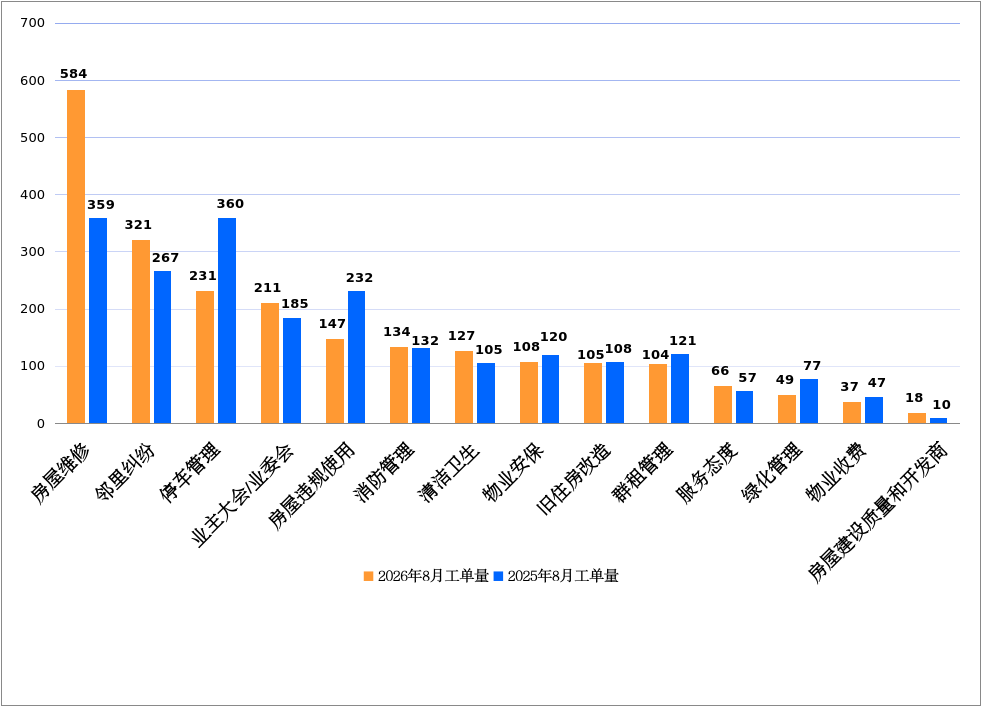 700
600
500
400
300
200
100
0
584
359
321
267
231
360
211
185
147
232
134
132
127
105
108
120
105
108
104
121
66
57
49
77
37
47
18
10
房屋维修
邻里纠纷
停车管理
业主大会/业委会
房屋违规使用
消防管理
清洁卫生
物业安保
旧住房改造
群租管理
服务态度
绿化管理
物业收费
房屋建设质量和开发商
2026年8月工单量
2025年8月工单量